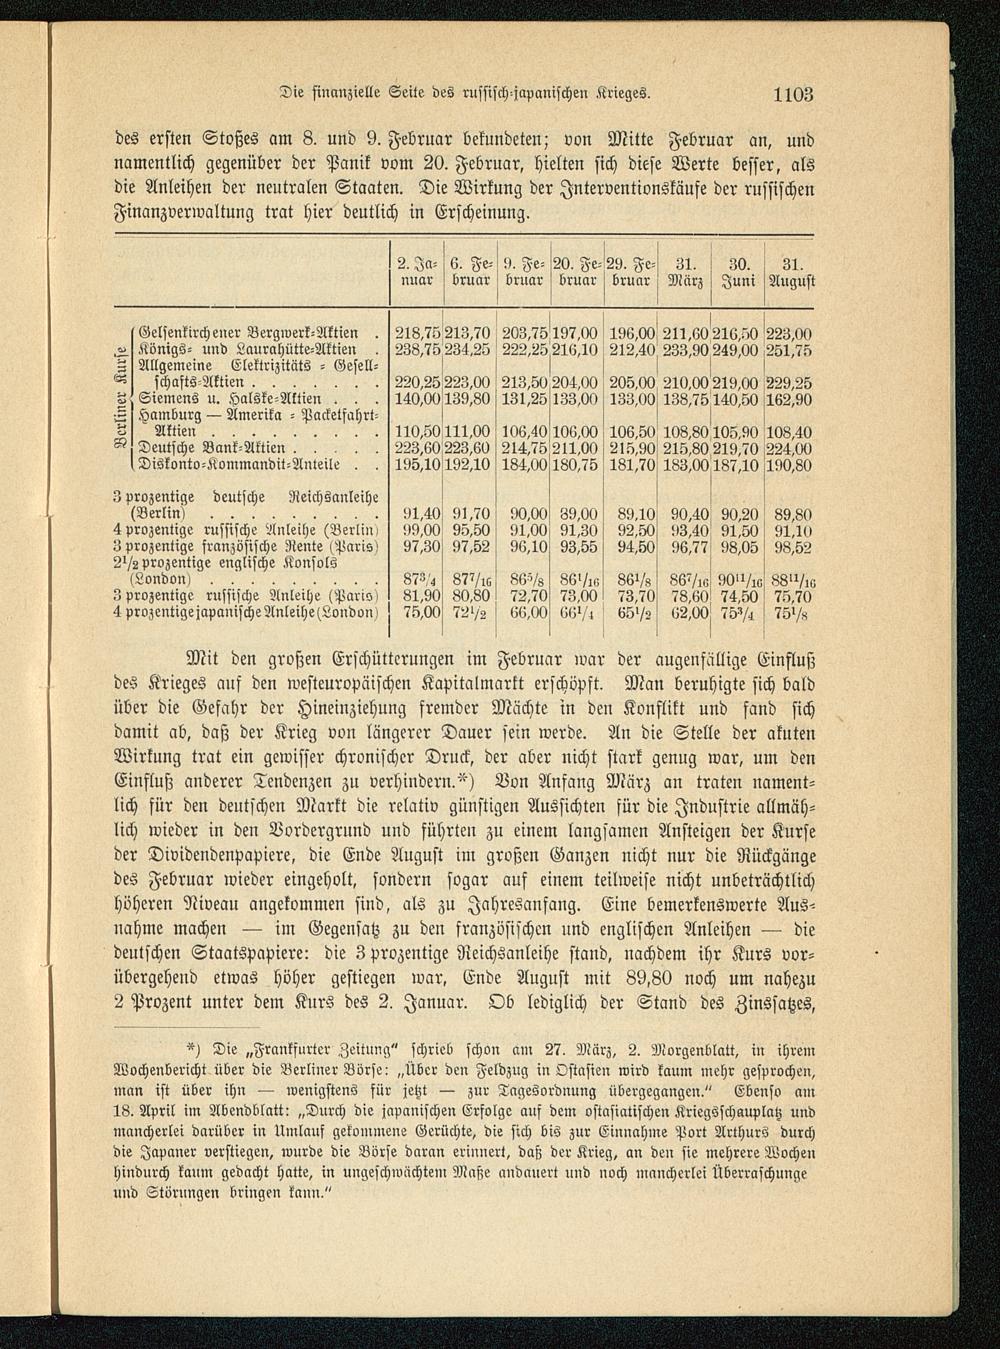 Die finanzielle Seite des russisch-japanischen Krieges. 1103
des ersten Stoßes am 8. und 9. Februar bekundeten; von Mitte Februar an, und
namentlich gegenüber der Panik vom 20. Februar, hielten sich diese Werte besser, als
die Anleihen der neutralen Staaten. Die Wirkung der Interventionskäufe der russischen
Finanzverwaltung trat hier deutlich in Erscheinung.
2. Ja- 6. Fe- 9. Fe- 20. Fe- 29. Fe- 31. 30. 31.
nuar bruar bruar bruar bruar März Juni August
Berliner Kurse
Gelsenkirchener Bergwerk-Aktien . 218,75 213,70 203,75 197,00 196,00 211,60 216,50 223,00
Königs- und Laurahütte-Aktien . 238,75 234,25 222,25 216,10 212,40 233,90 249,00 251,75
Allgemeine Elektrizitäts-Gesell-
schafts-Aktien . . . . . . . 220,25 223,00 213,50 204,00 205,00 210,00 219,00 229,25
Siemens u. Halske-Aktien . . . 140,00 139,80 131,25 133,00 133,00 138,75 140,50 162,90
Hamburg — Amerika-Packetfahrt-
Aktien . . . . . . . . . 110,50 111,00 106,40 106,00 106,50 108,80 105,90 108,40
Deutsche Bank-Aktien . . . . . 223,60 223,60 214,75 211,00 215,90 215,80 219,70 224,00
Diskonto-Kommandit-Anteile . . 195,10 192,10 184,00 180,75 181,70 183,00 187,10 190,80
3 prozentige deutsche Reichsanleihe
(Berlin) . . . . . . . . . 91,40 91,70 90,00 89,00 89,10 90,40 90,20 89,80
4 prozentige russische Anleihe (Berlin) 99,00 95,50 91,00 91,30 92,50 93,40 91,50 91,10
3 prozentige französische Rente (Paris) 97,30 97,52 96,10 93,55 94,50 96,77 98,05 98,52
2½ prozentige englische Konsols
(London) . . . . . . . . . 87¾ 87⁷/₁₆ 86⁵/₈ 86¹/₁₆ 86¹/₈ 86⁷/₁₆ 90¹¹/₁₆ 88¹¹/₁₆
3 prozentige russische Anleihe (Paris) 81,90 80,80 72,70 73,00 73,70 78,60 74,50 75,70
4 prozentige japanische Anleihe (London) 75,00 72½ 66,00 66¼ 65½ 62,00 75¾ 75¹/₈
Mit den großen Erschütterungen im Februar war der augenfällige Einfluß
des Krieges auf den westeuropäischen Kapitalmarkt erschöpft. Man beruhigte sich bald
über die Gefahr der Hineinziehung fremder Mächte in den Konflikt und fand sich
damit ab, daß der Krieg von längerer Dauer sein werde. An die Stelle der akuten
Wirkung trat ein gewisser chronischer Druck, der aber nicht stark genug war, um den
Einfluß anderer Tendenzen zu verhindern.*) Von Anfang März an traten nament-
lich für den deutschen Markt die relativ günstigen Aussichten für die Industrie allmäh-
lich wieder in den Vordergrund und führten zu einem langsamen Ansteigen der Kurse
der Dividendenpapiere, die Ende August im großen Ganzen nicht nur die Rückgänge
des Februar wieder eingeholt, sondern sogar auf einem teilweise nicht unbeträchtlich
höheren Niveau angekommen sind, als zu Jahresanfang. Eine bemerkenswerte Aus-
nahme machen — im Gegensatz zu den französischen und englischen Anleihen — die
deutschen Staatspapiere: die 3 prozentige Reichsanleihe stand, nachdem ihr Kurs vor-
übergehend etwas höher gestiegen war, Ende August mit 89,80 noch um nahezu
2 Prozent unter dem Kurs des 2. Januar. Ob lediglich der Stand des Zinssatzes,
*) Die „Frankfurter Zeitung" schrieb schon am 27. März, 2. Morgenblatt, in ihrem
Wochenbericht über die Berliner Börse: „Über den Feldzug in Ostasien wird kaum mehr gesprochen,
man ist über ihn — wenigstens für jetzt — zur Tagesordnung übergegangen." Ebenso am
18. April im Abendblatt: „Durch die japanischen Erfolge auf dem ostasiatischen Kriegsschauplatz und
mancherlei darüber in Umlauf gekommene Gerüchte, die sich bis zur Einnahme Port Arthurs durch
die Japaner verstiegen, wurde die Börse daran erinnert, daß der Krieg, an den sie mehrere Wochen
hindurch kaum gedacht hatte, in ungeschwächtem Maße andauert und noch mancherlei Überraschunge
und Störungen bringen kann."